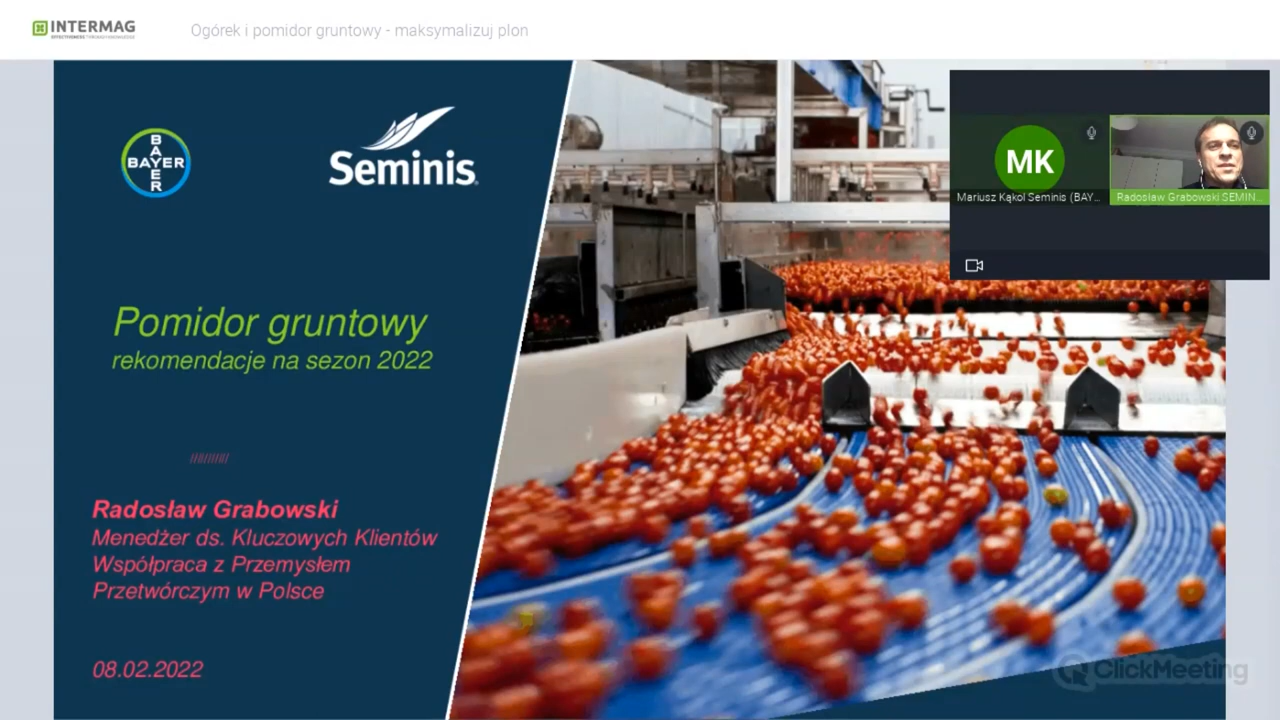 INTERMAG
Ogórek i pomidor gruntowy - maksymalizuj plon
BAYER
BAYER
Seminis
MK
Mariusz Kąkol Seminis (BAY...
Radosław Grabowski SEMIN...
Pomidor gruntowy
rekomendacje na sezon 2022
//////////
Radosław Grabowski
Menedżer ds. Kluczowych Klientów
Współpraca z Przemysłem
Przetwórczym w Polsce
08.02.2022
ClickMeeting